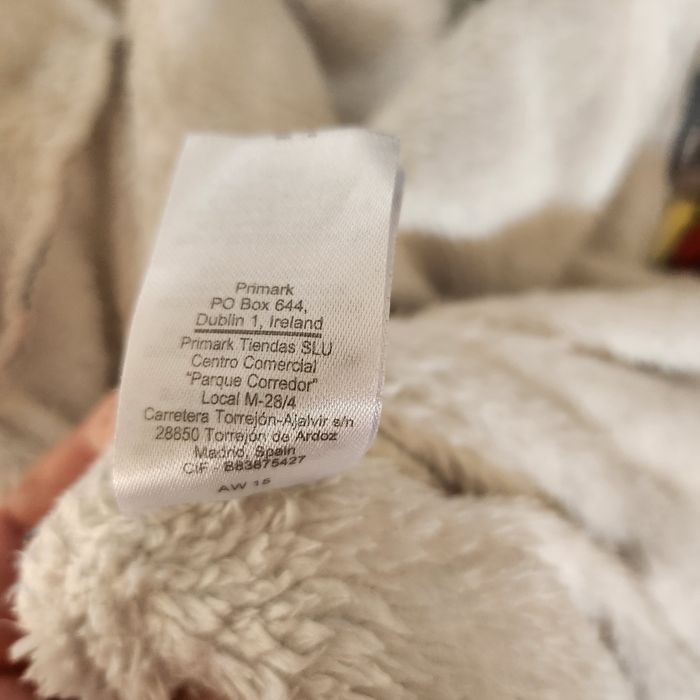 Primark
PO Box 644,
Dublin 1, Ireland
Primark Tiendas SLU
Centro Comercial
"Parque Corredor"
Local M-28/4
Carretera Torrejón-Ajalvir s/n
28850 Torrejón de Ardoz
Madrid, Spain
CIF - B83875427
AW 15